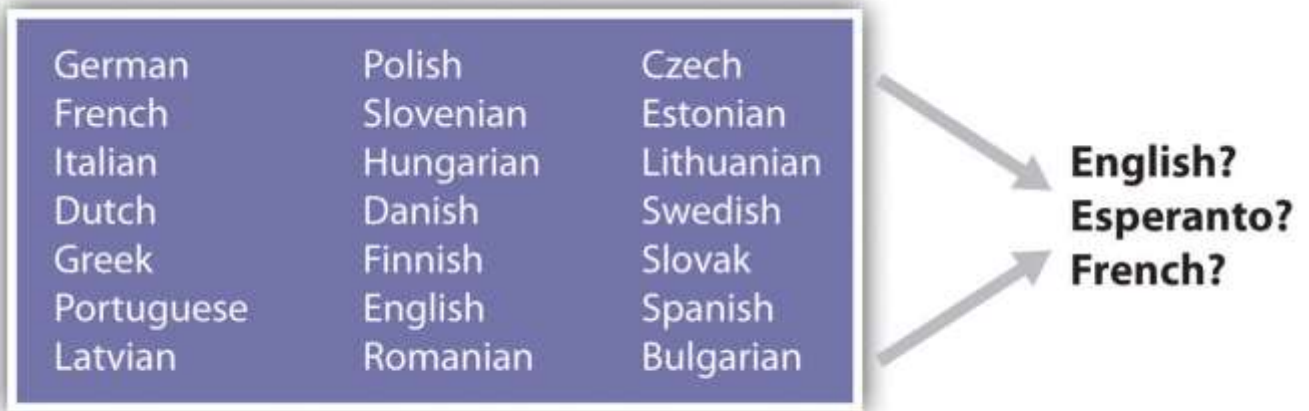 German Polish Czech
French Slovenian Estonian
Italian Hungarian Lithuanian
Dutch Danish Swedish
Greek Finnish Slovak
Portuguese English Spanish
Latvian Romanian Bulgarian
English?
Esperanto?
French?